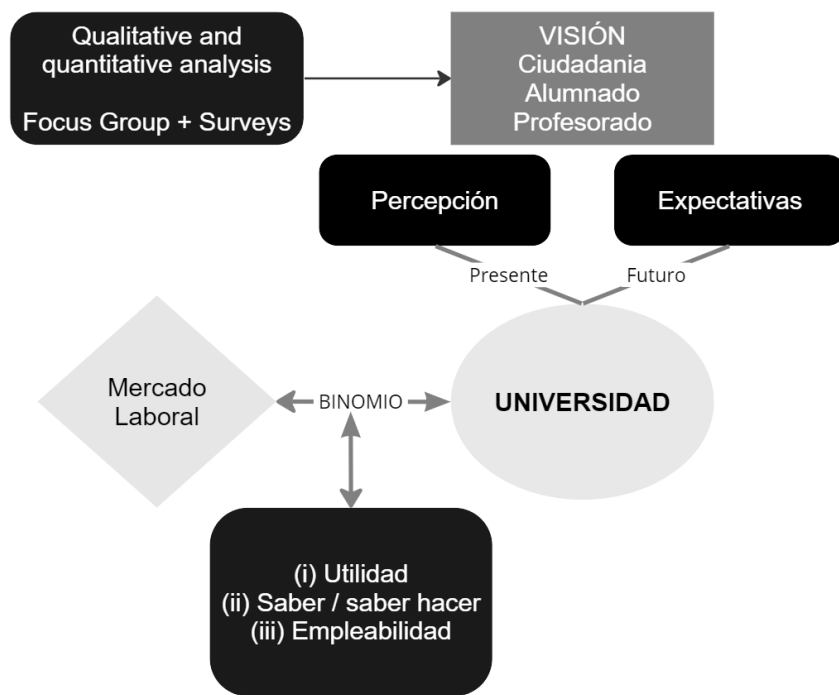 Qualitative and
quantitative analysis
Focus Group + Surveys
VISIÓN
Ciudadania
Alumnado
Profesorado
Percepción
Expectativas
Presente
Futuro
Mercado
Laboral
BINOMIO
UNIVERSIDAD
(i) Utilidad
(ii) Saber / saber hacer
(iii) Empleabilidad